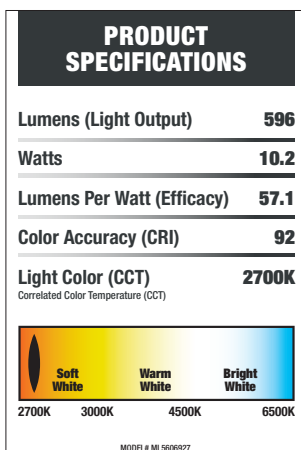 PRODUCT
SPECIFICATIONS
Lumens (Light Output) 596
Watts 10.2
Lumens Per Watt (Efficacy) 57.1
Color Accuracy (CRI) 92
Light Color (CCT) 2700K
Correlated Color Temperature (CCT)
Soft White Warm White Bright White
2700K 3000K 4500K 6500K
MODEL# ML5606927